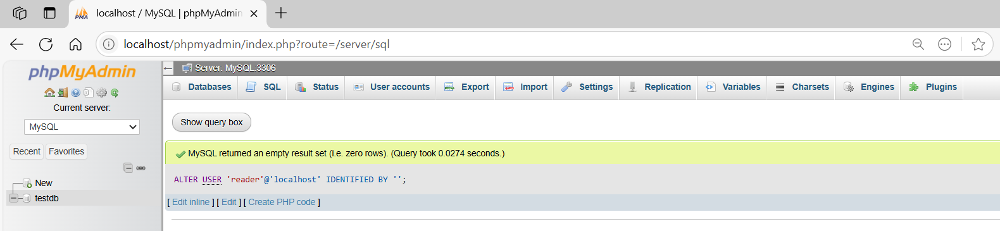 localhost / MySQL | phpMyAdmin
localhost/phpmyadmin/index.php?route=/server/sql
phpMyAdmin
Current server:
MySQL
Recent Favorites
New
testdb
Server: MySQL:3306
Databases SQL Status User accounts Export Import Settings Replication Variables Charsets Engines Plugins
Show query box
MySQL returned an empty result set (i.e. zero rows). (Query took 0.0274 seconds.)
ALTER USER 'reader'@'localhost' IDENTIFIED BY '';
[ Edit inline ] [ Edit ] [ Create PHP code ]